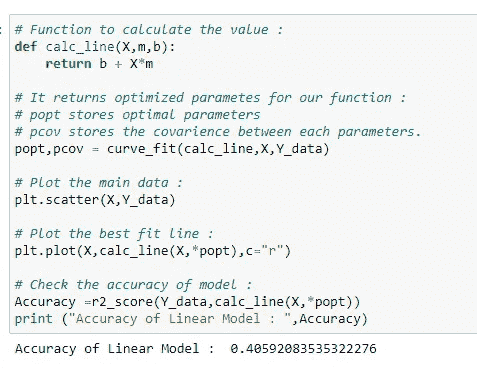 # Function to calculate the value :
def calc_line(X,m,b):
return b + X*m
# It returns optimized parametes for our function :
# popt stores optimal parameters
# pcov stores the covarience between each parameters.
popt,pcov = curve_fit(calc_line,X,Y_data)
# Plot the main data :
plt.scatter(X,Y_data)
# Plot the best fit line :
plt.plot(X,calc_line(X,*popt),c="r")
# Check the accuracy of model :
Accuracy =r2_score(Y_data,calc_line(X,*popt))
print ("Accuracy of Linear Model : ",Accuracy)
Accuracy of Linear Model :  0.40592083535322276